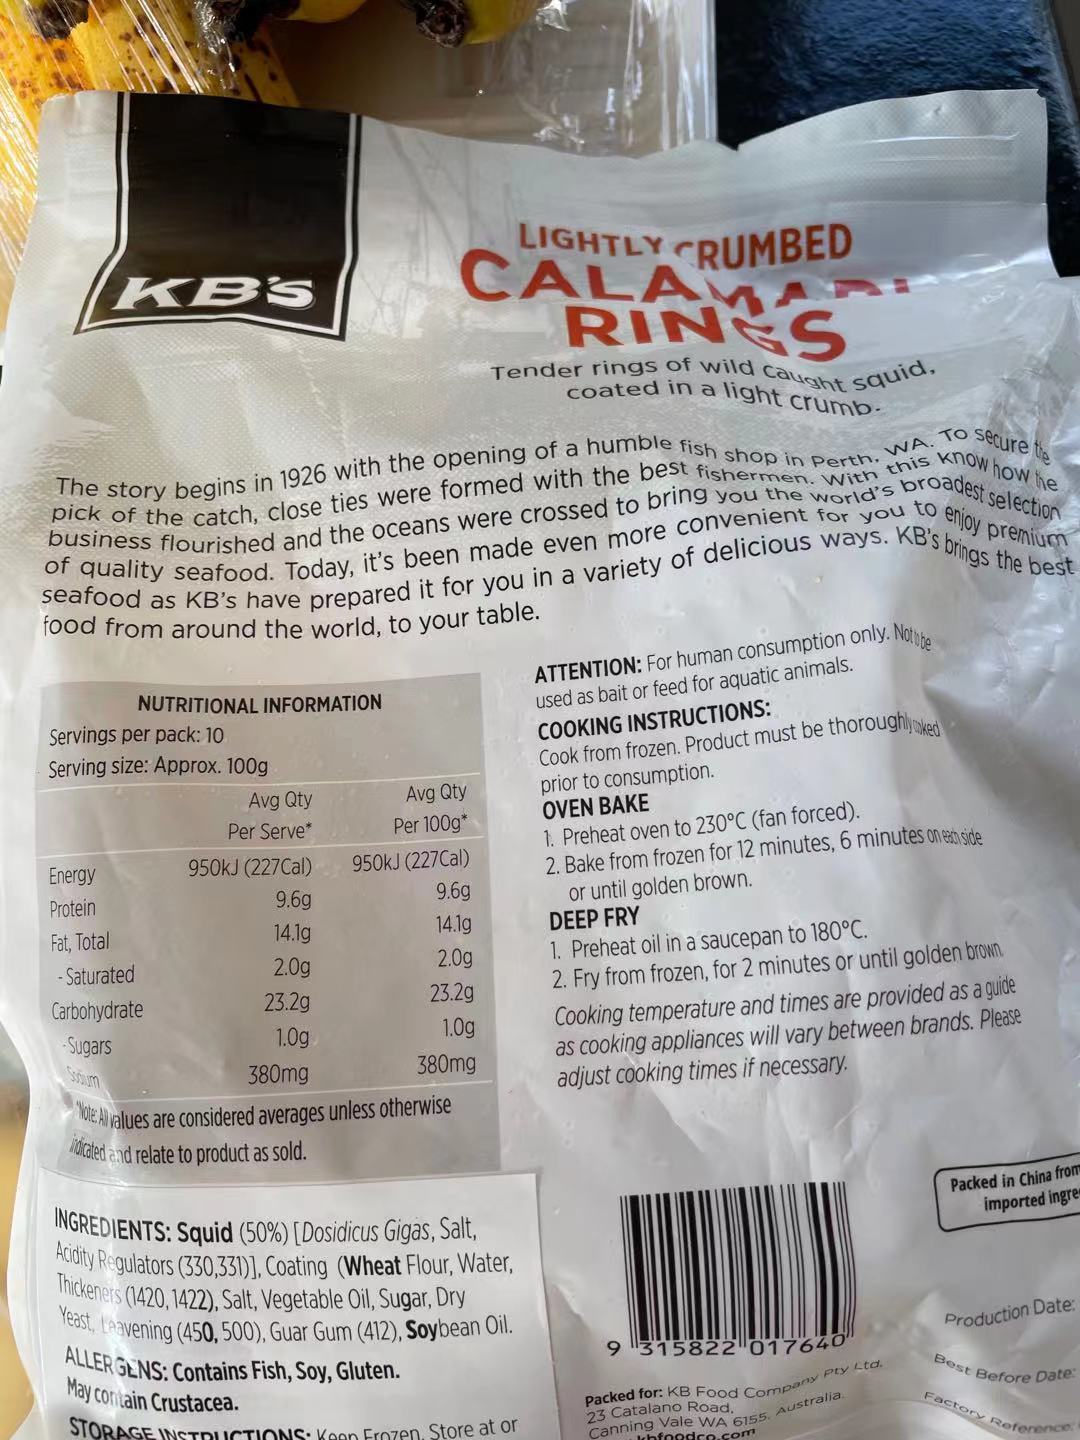 KB's
LIGHTLY CRUMBED
CALAMARI
RINGS
Tender rings of wild caught squid,
coated in a light crumb.
The story begins in 1926 with the opening of a humble fish shop in Perth, WA. To secure the
pick of the catch, close ties were formed with the best fishermen. With this know how the
business flourished and the oceans were crossed to bring you the world's broadest selection
of quality seafood. Today, it's been made even more convenient for you to enjoy premium
seafood as KB's have prepared it for you in a variety of delicious ways. KB's brings the best
food from around the world, to your table.
NUTRITIONAL INFORMATION
Servings per pack: 10
Serving size: Approx. 100g
Avg Qty Avg Qty
Per Serve* Per 100g*
Energy 950kJ (227Cal) 950kJ (227Cal)
Protein 9.6g 9.6g
Fat, Total 14.1g 14.1g
- Saturated 2.0g 2.0g
Carbohydrate 23.2g 23.2g
- Sugars 1.0g 1.0g
Sodium 380mg 380mg
*Note: All values are considered averages unless otherwise
indicated and relate to product as sold.
INGREDIENTS: Squid (50%) [Dosidicus Gigas, Salt,
Acidity Regulators (330,331)], Coating (Wheat Flour, Water,
Thickeners (1420, 1422), Salt, Vegetable Oil, Sugar, Dry
Yeast, Leavening (450, 500), Guar Gum (412), Soybean Oil.
ALLERGENS: Contains Fish, Soy, Gluten.
May contain Crustacea.
STORAGE INSTRUCTIONS: Keep Frozen. Store at or
ATTENTION: For human consumption only. Not to be
used as bait or feed for aquatic animals.
COOKING INSTRUCTIONS:
Cook from frozen. Product must be thoroughly cooked
prior to consumption.
OVEN BAKE
1. Preheat oven to 230°C (fan forced).
2. Bake from frozen for 12 minutes, 6 minutes on each side
or until golden brown.
DEEP FRY
1. Preheat oil in a saucepan to 180°C.
2. Fry from frozen, for 2 minutes or until golden brown.
Cooking temperature and times are provided as a guide
as cooking appliances will vary between brands. Please
adjust cooking times if necessary.
Packed in China from
imported ingre
9 315822 017640
Production Date:
Best Before Date:
Factory Reference:
Packed for: KB Food Company Pty Ltd.
23 Catalano Road,
Canning Vale WA 6155. Australia.
kbfoodco.com